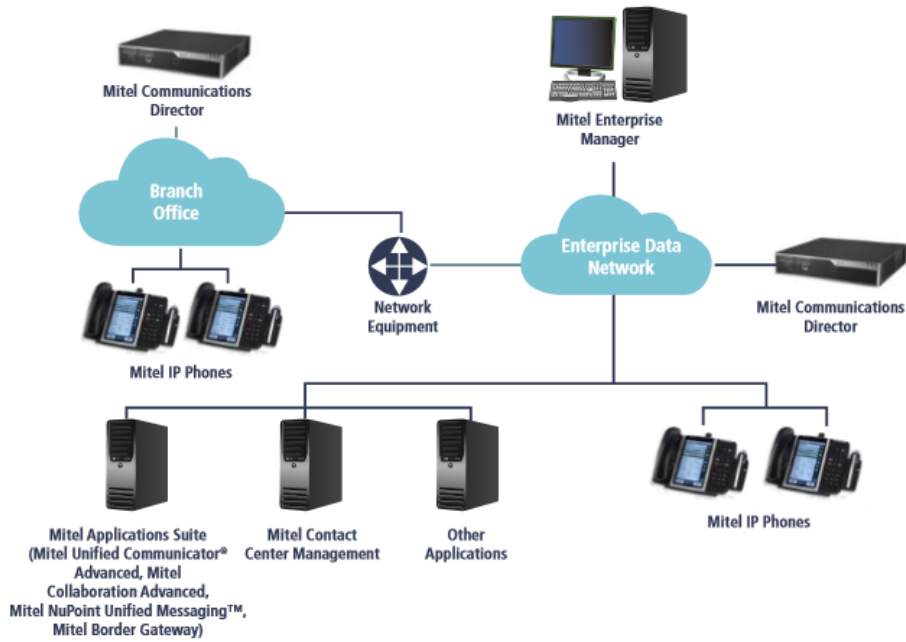 Mitel Communications
Director
Mitel Enterprise
Manager
Branch
Office
Enterprise Data
Network
Network
Equipment
Mitel Communications
Director
Mitel IP Phones
Mitel IP Phones
Mitel Applications Suite
(Mitel Unified Communicator®
Advanced, Mitel
Collaboration Advanced,
Mitel NuPoint Unified Messaging™,
Mitel Border Gateway)
Mitel Contact
Center Management
Other
Applications